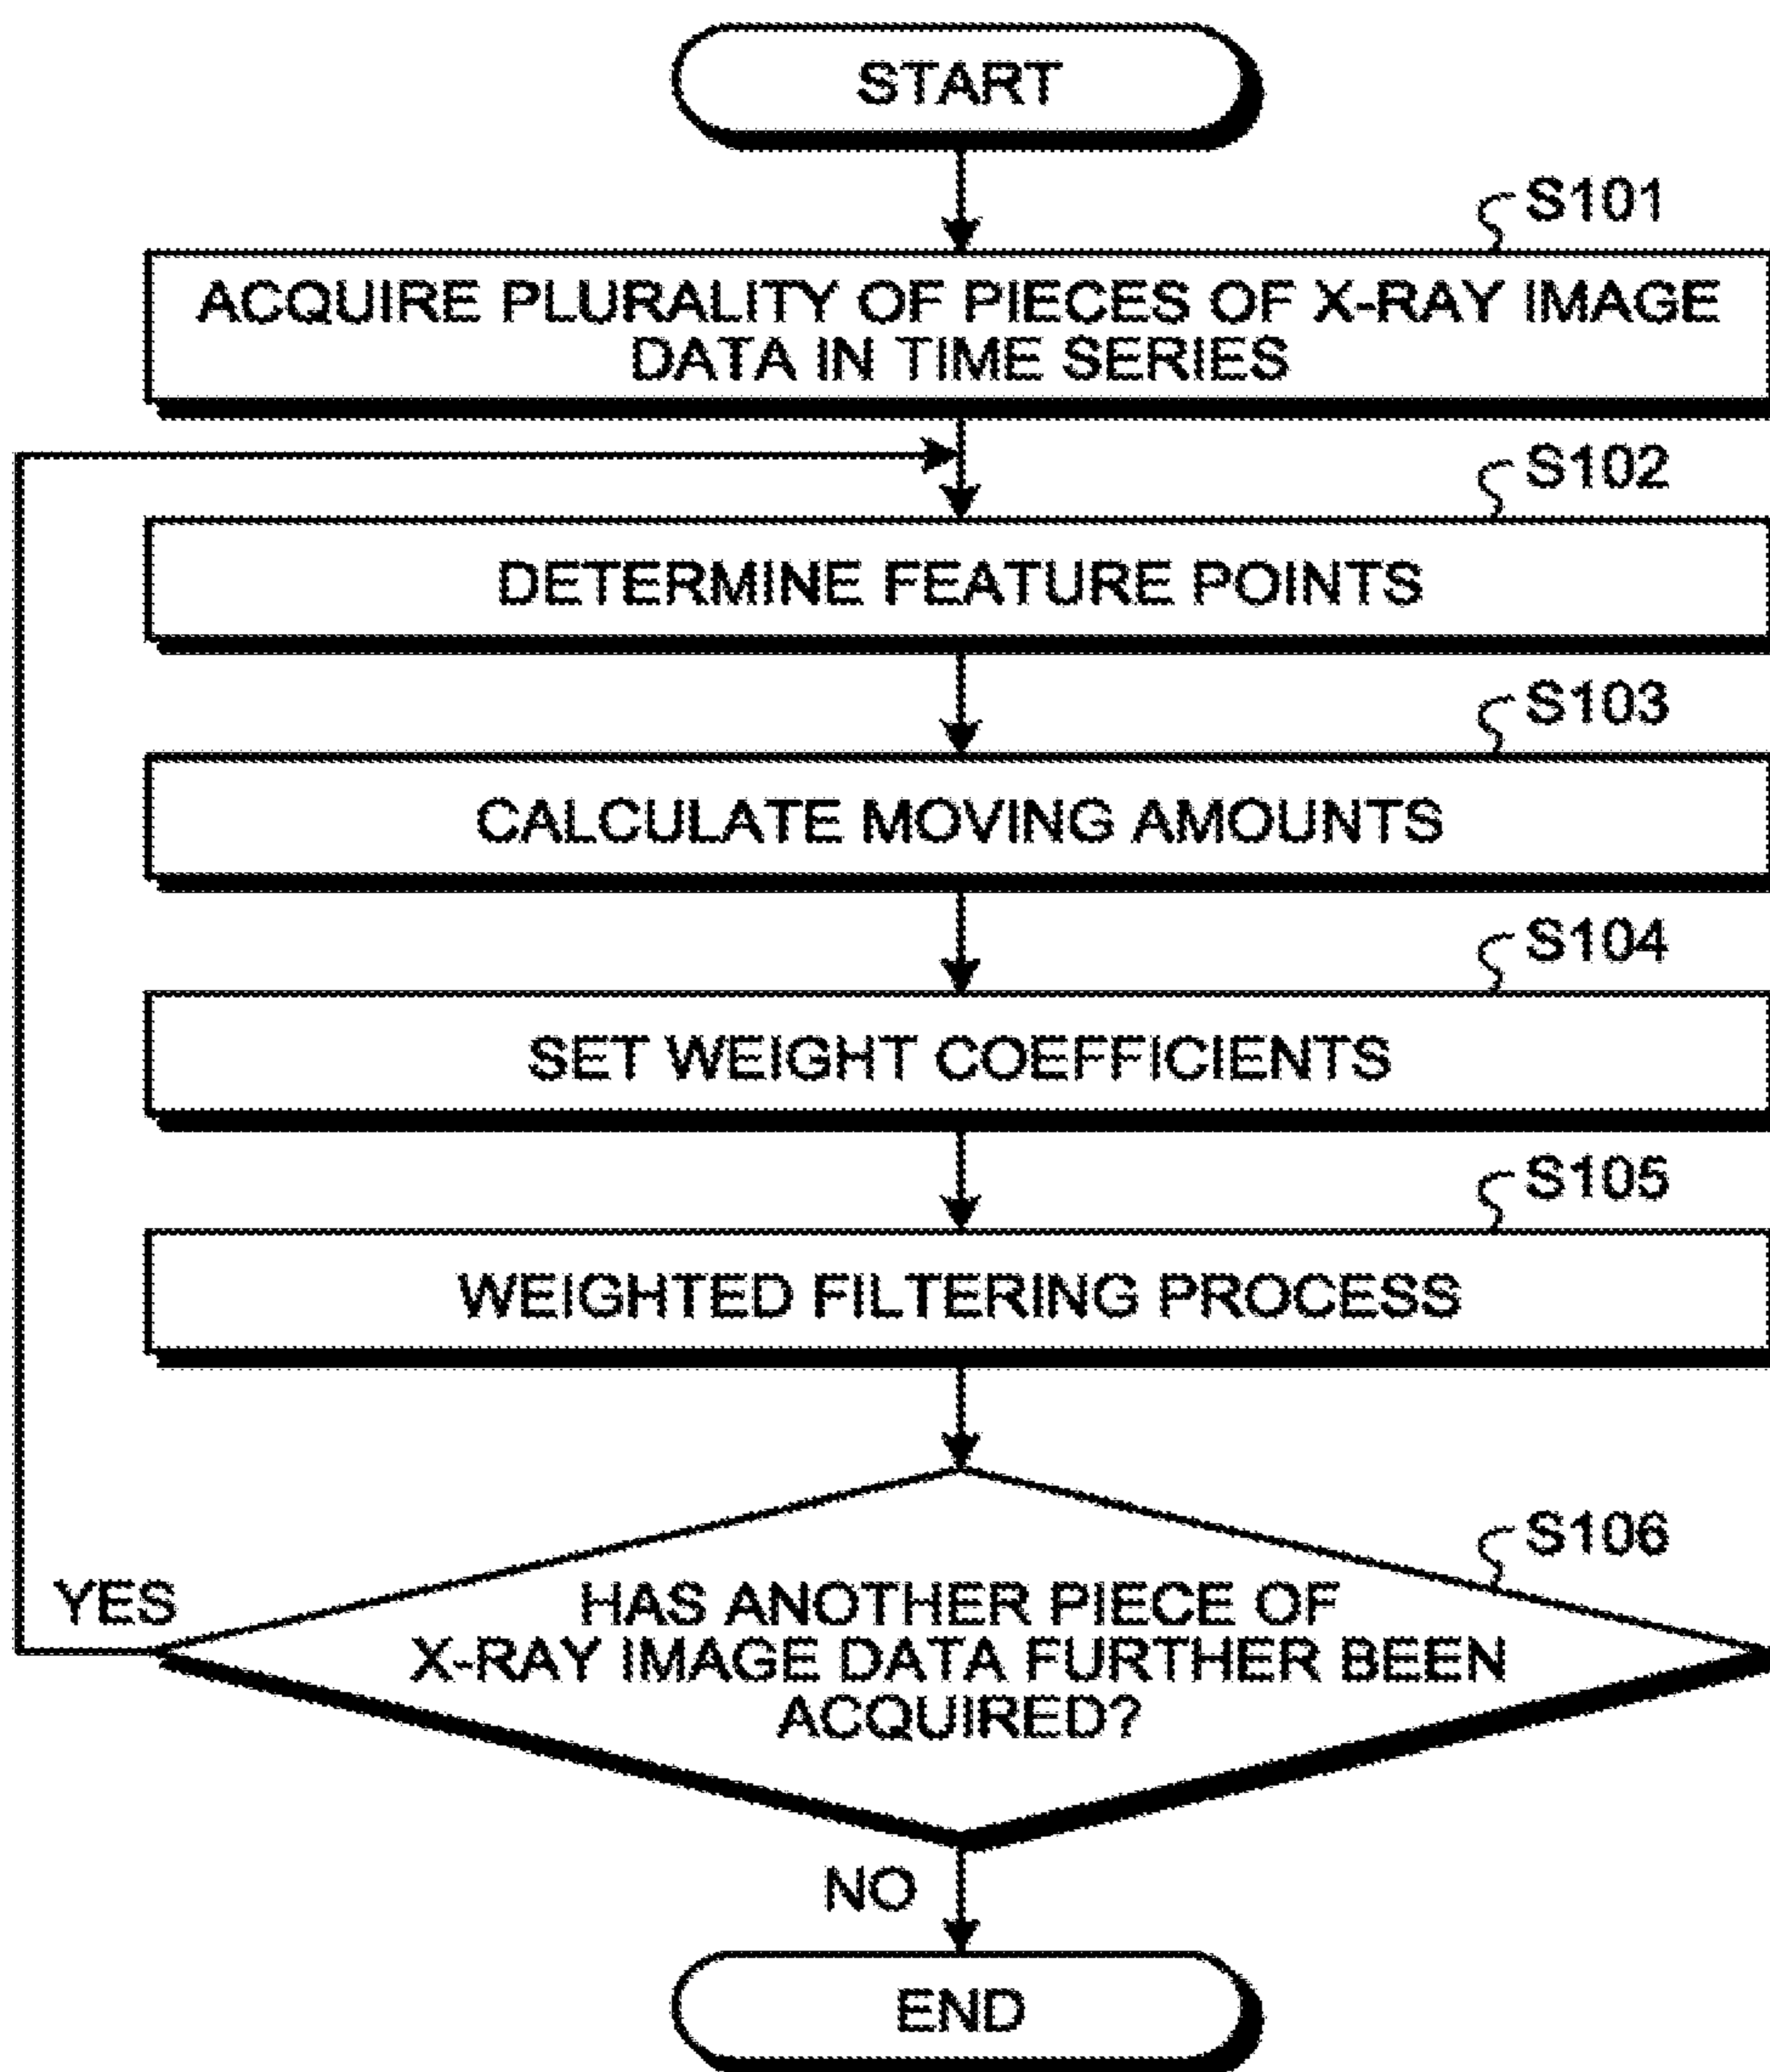 START
S101
ACQUIRE PLURALITY OF PIECES OF X-RAY IMAGE
DATA IN TIME SERIES
S102
DETERMINE FEATURE POINTS
S103
CALCULATE MOVING AMOUNTS
S104
SET WEIGHT COEFFICIENTS
S105
WEIGHTED FILTERING PROCESS
S106
YES
HAS ANOTHER PIECE OF
X-RAY IMAGE DATA FURTHER BEEN
ACQUIRED?
NO
END